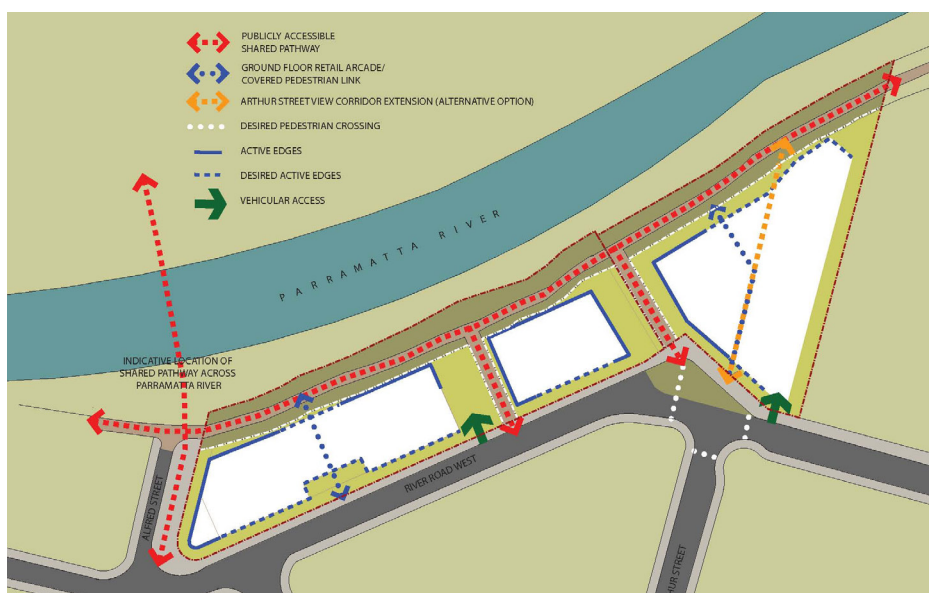 PUBLICLY ACCESSIBLE
SHARED PATHWAY
GROUND FLOOR RETAIL ARCADE/
COVERED PEDESTRIAN LINK
ARTHUR STREET VIEW CORRIDOR EXTENSION (ALTERNATIVE OPTION)
DESIRED PEDESTRIAN CROSSING
ACTIVE EDGES
DESIRED ACTIVE EDGES
VEHICULAR ACCESS
PARRAMATTA RIVER
INDICATIVE LOCATION OF
SHARED PATHWAY ACROSS
PARRAMATTA RIVER
ALFRED STREET
RIVER ROAD WEST
HUR STREET